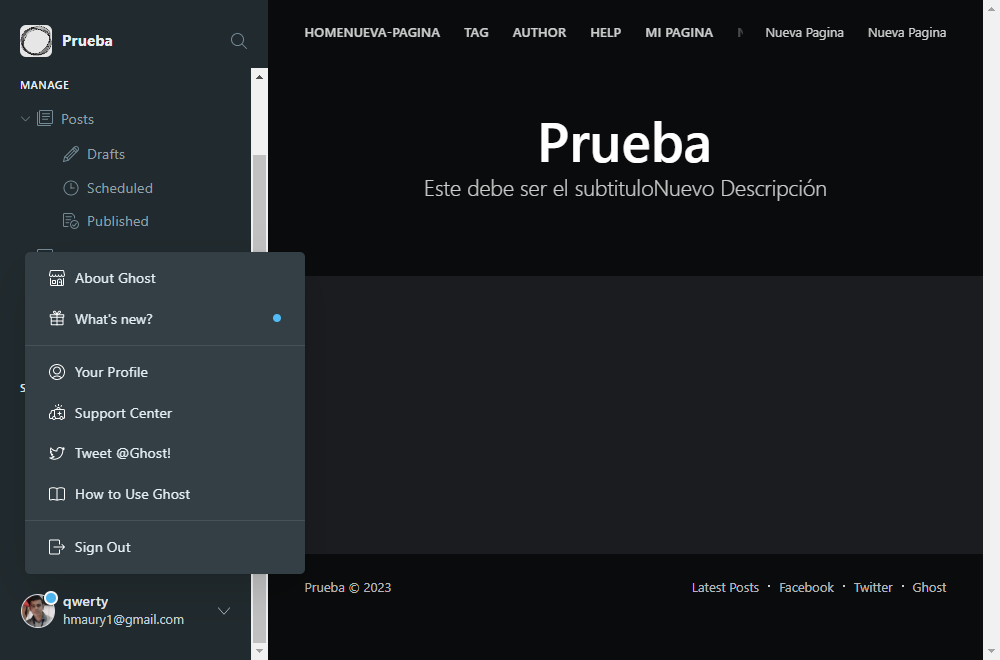 Prueba
MANAGE
Posts
Drafts
Scheduled
Published
About Ghost
What's new?
Your Profile
Support Center
Tweet @Ghost!
How to Use Ghost
Sign Out
qwerty
hmaury1@gmail.com
HOMENUEVA-PAGINA TAG AUTHOR HELP MI PAGINA Nueva Pagina Nueva Pagina
Prueba
Este debe ser el subtituloNuevo Descripción
Prueba © 2023
Latest Posts · Facebook · Twitter · Ghost